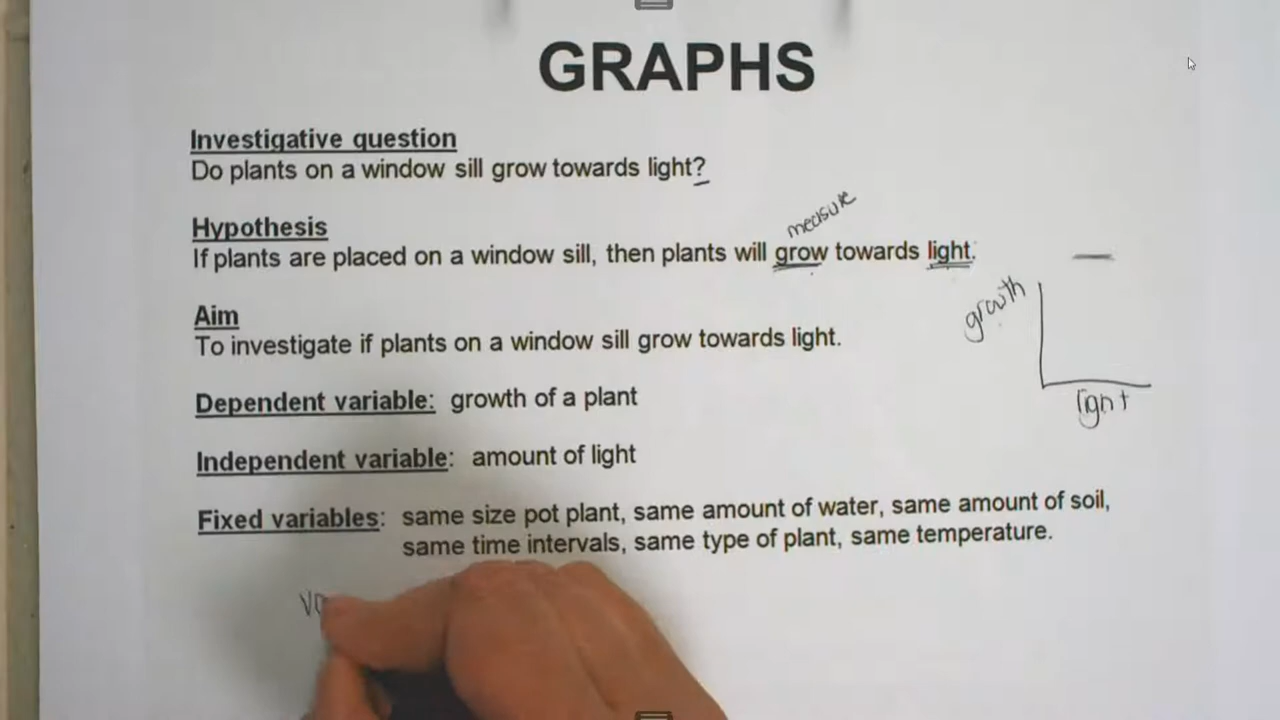 GRAPHS
Investigative question
Do plants on a window sill grow towards light?
measure
Hypothesis
If plants are placed on a window sill, then plants will grow towards light.
growth
Aim
To investigate if plants on a window sill grow towards light.
light
Dependent variable: growth of a plant
Independent variable: amount of light
Fixed variables: same size pot plant, same amount of water, same amount of soil,
same time intervals, same type of plant, same temperature.